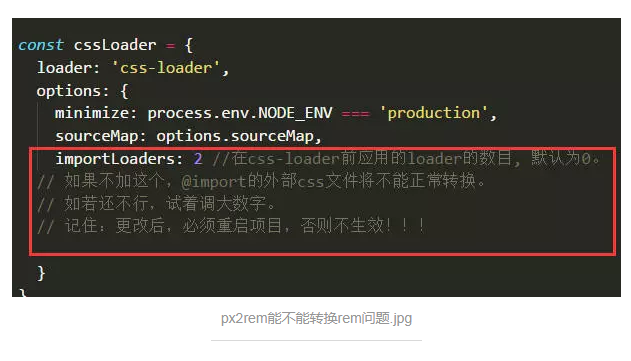 const cssLoader = {
loader: 'css-loader',
options: {
minimize: process.env.NODE_ENV === 'production',
sourceMap: options.sourceMap,
importLoaders: 2 //在css-loader前应用的loader的数目, 默认为0。
// 如果不加这个，@import的外部css文件将不能正常转换。
// 如若还不行，试着调大数字。
// 记住：更改后，必须重启项目，否则不生效！！！
}
}
px2rem能不能转换rem问题.jpg